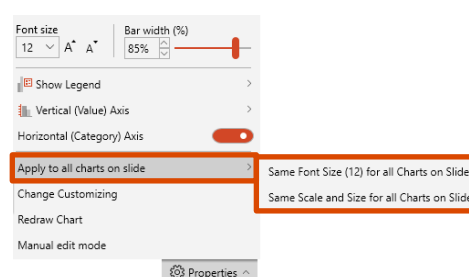 Font size
Bar width (%)
12
A
A
85%
Show Legend
Vertical (Value) Axis
Horizontal (Category) Axis
Apply to all charts on slide
Same Font Size (12) for all Charts on Slide
Change Customizing
Same Scale and Size for all Charts on Slide
Redraw Chart
Manual edit mode
Properties